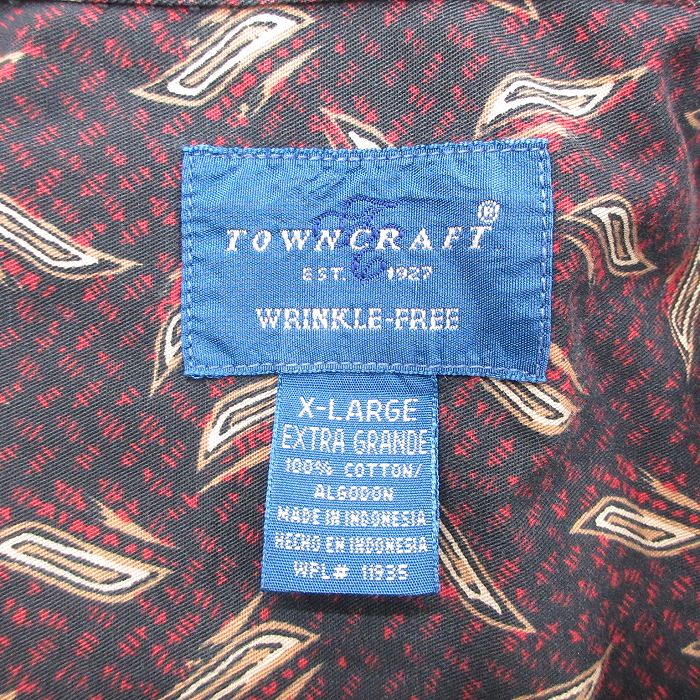 TOWNCRAFT®
EST. 1927
WRINKLE-FREE
X-LARGE
EXTRA GRANDE
100% COTTON/
ALGODON
MADE IN INDONESIA
HECHO EN INDONESIA
WPL# 11935